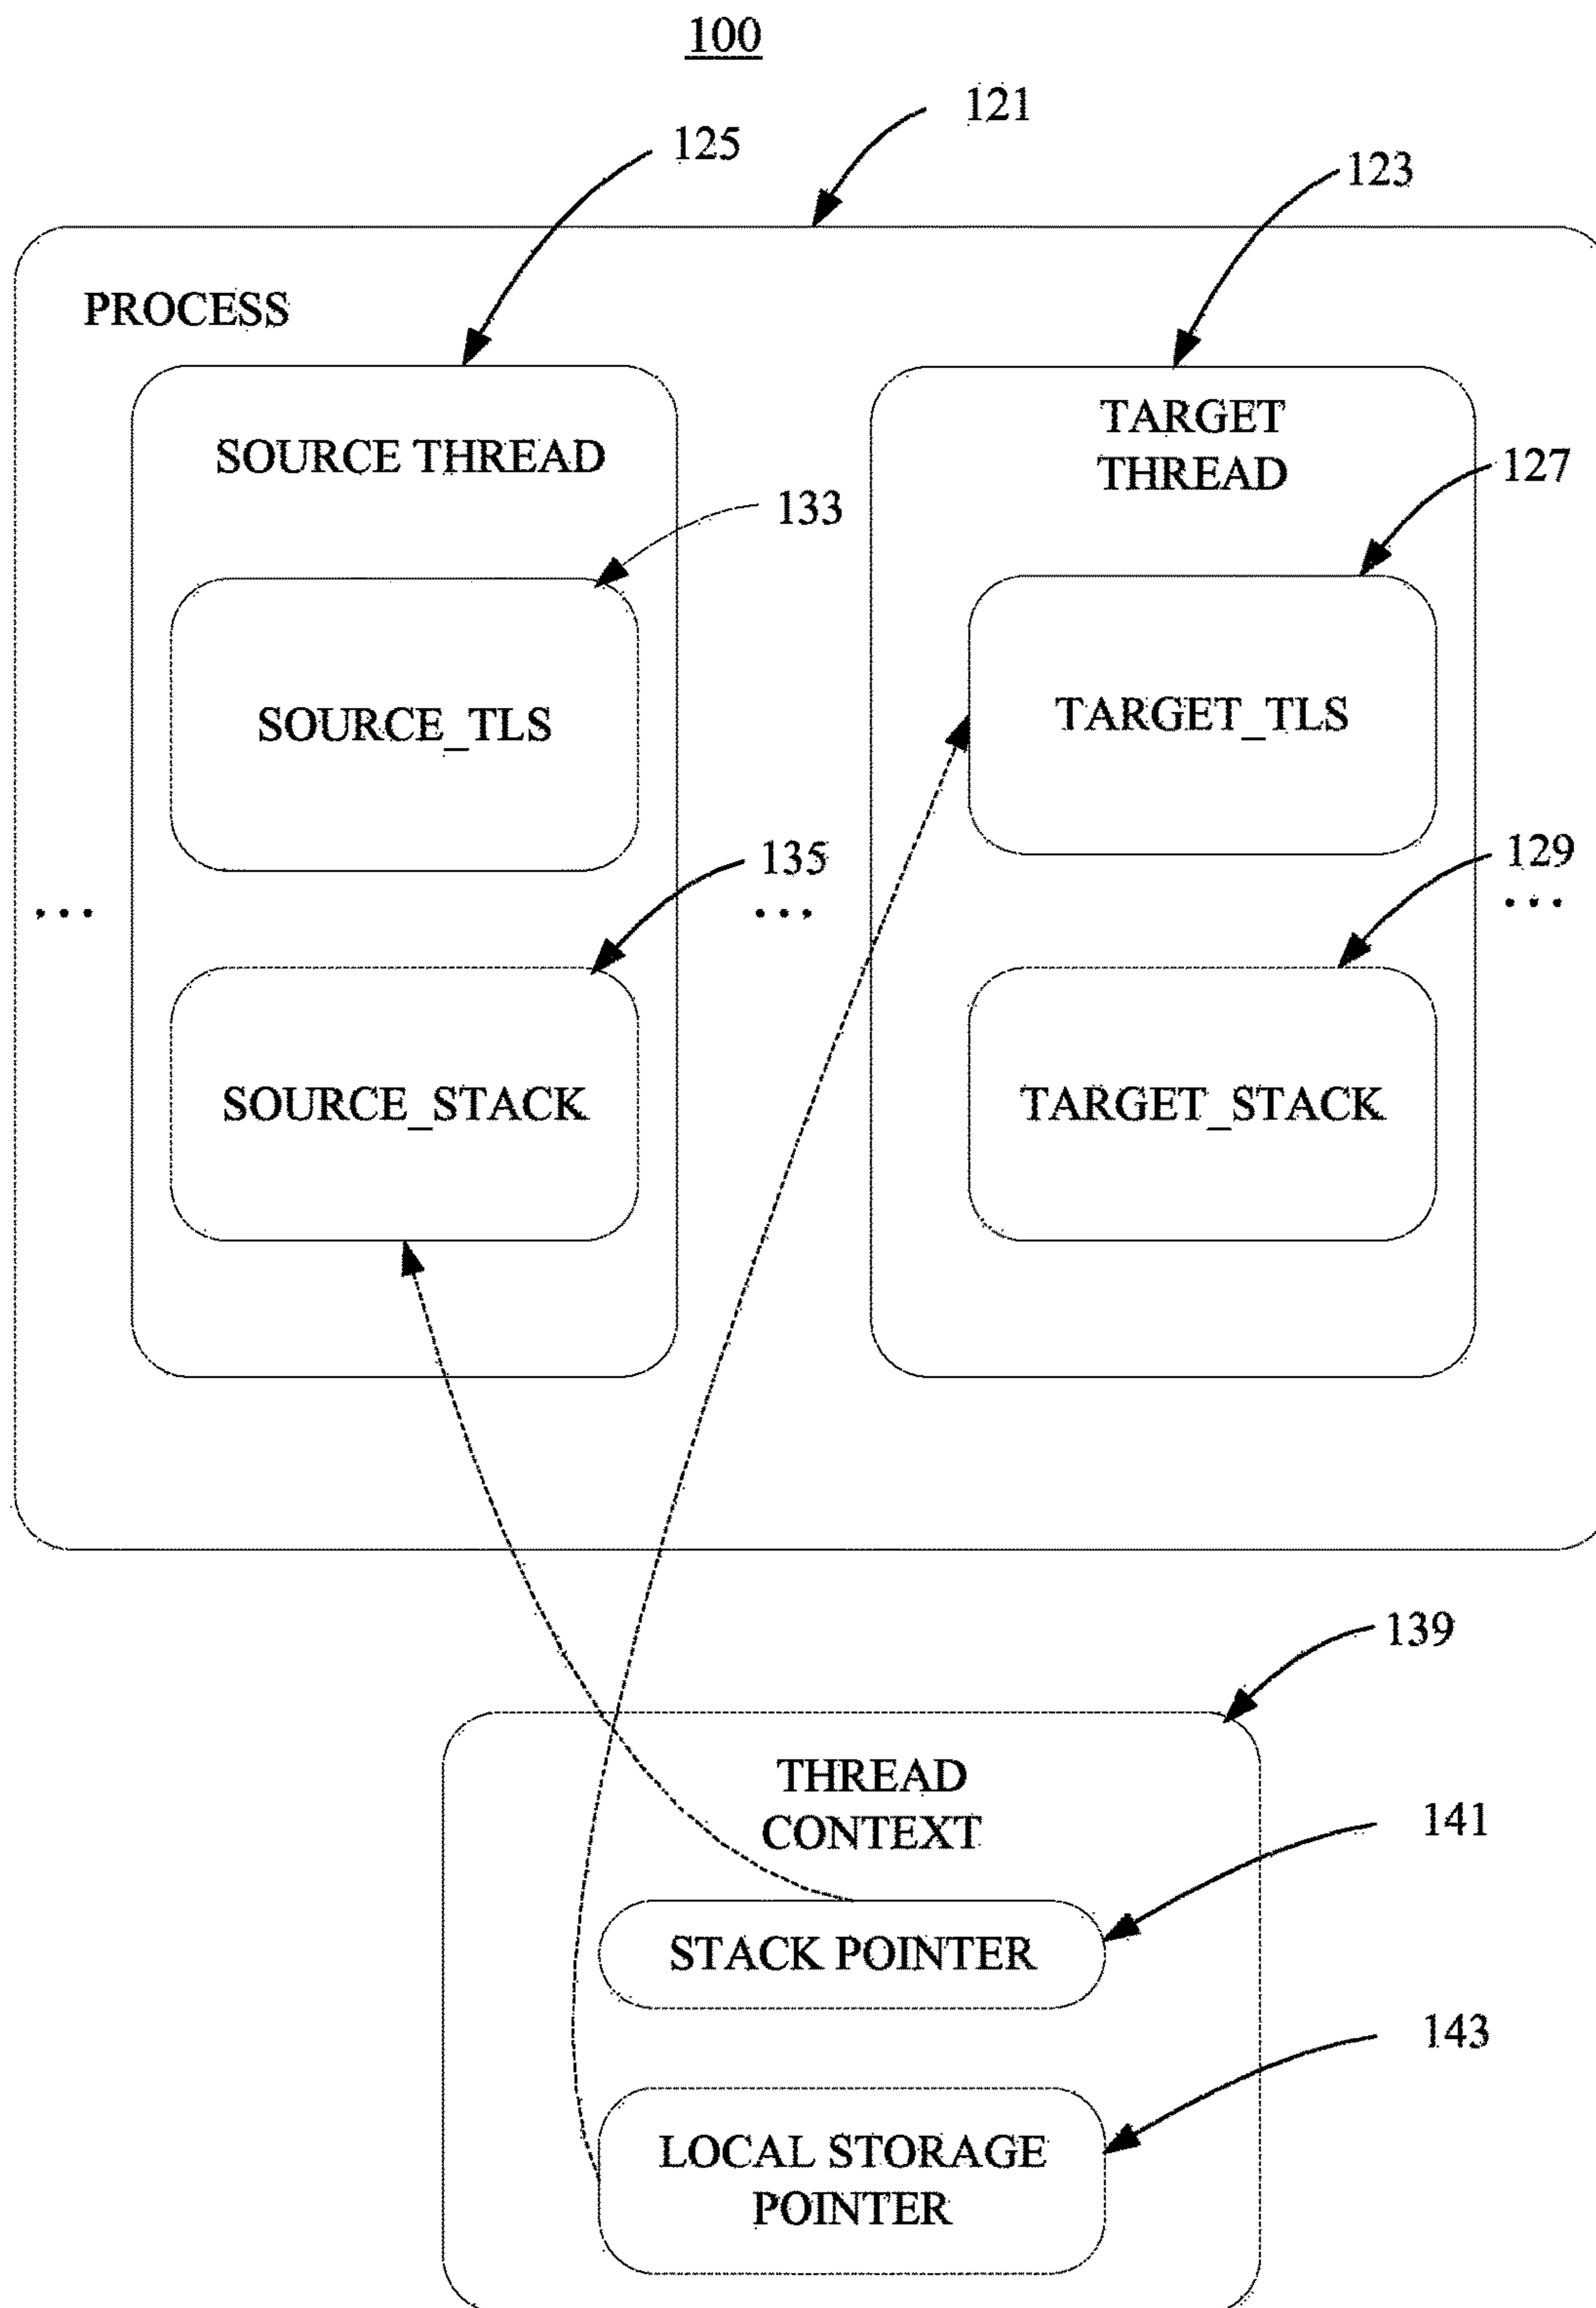 100
121
125
123
PROCESS
SOURCE THREAD
TARGET
THREAD
127
133
SOURCE_TLS
TARGET_TLS
135
129
...
...
...
SOURCE_STACK
TARGET_STACK
139
THREAD
CONTEXT
141
STACK POINTER
143
LOCAL STORAGE
POINTER